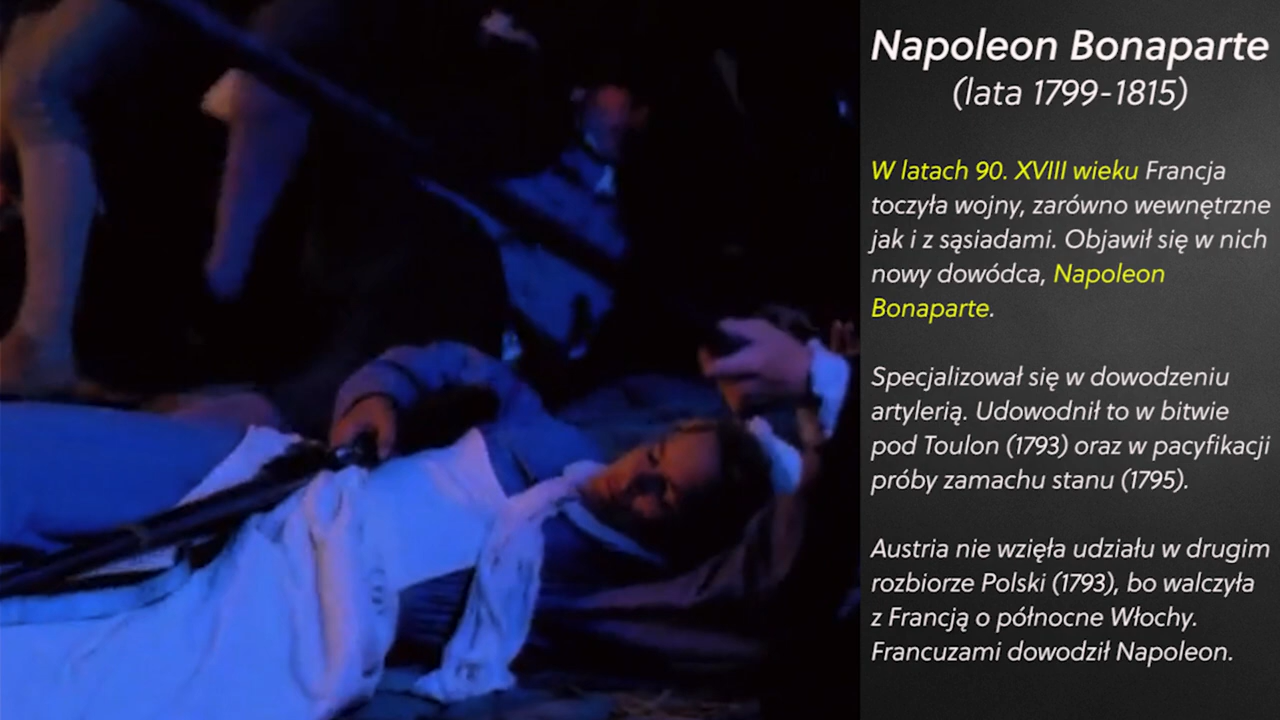 Napoleon Bonaparte
(lata 1799-1815)
W latach 90. XVIII wieku Francja
toczyła wojny, zarówno wewnętrzne
jak i z sąsiadami. Objawił się w nich
nowy dowódca, Napoleon
Bonaparte.
Specjalizował się w dowodzeniu
artylerią. Udowodnił to w bitwie
pod Toulon (1793) oraz w pacyfikacji
próby zamachu stanu (1795).
Austria nie wzięła udziału w drugim
rozbiorze Polski (1793), bo walczyła
z Francją o północne Włochy.
Francuzami dowodził Napoleon.